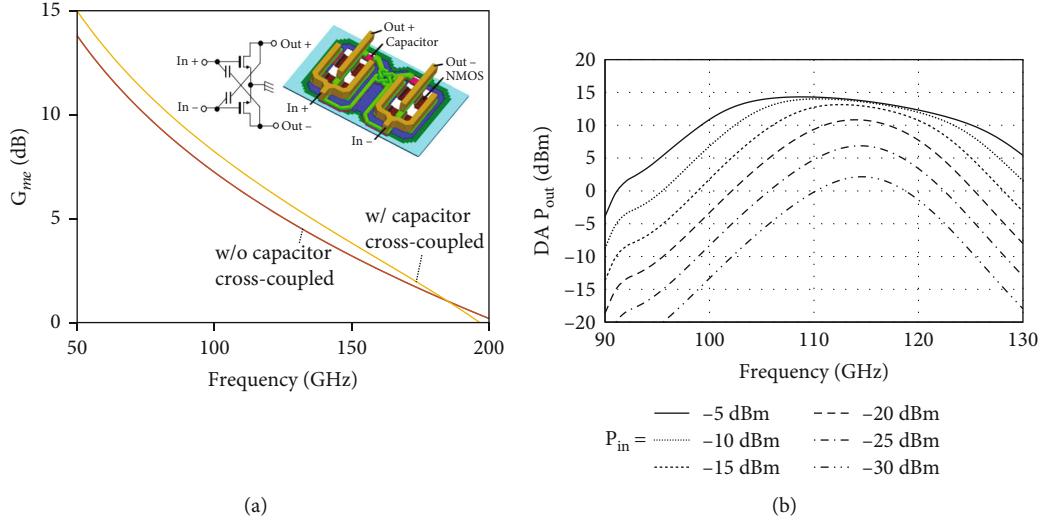 15
10
5
0
G_me (dB)
50
100
150
200
Frequency (GHz)
In +
In –
Out +
Out –
Out +
Capacitor
Out –
NMOS
In +
In –
w/ capacitor
cross-coupled
w/o capacitor
cross-coupled
(a)
20
15
10
5
0
–5
–10
–15
–20
DA P_out (dBm)
90
100
110
120
130
Frequency (GHz)
P_in =
–5 dBm
–20 dBm
–10 dBm
–25 dBm
–15 dBm
–30 dBm
(b)